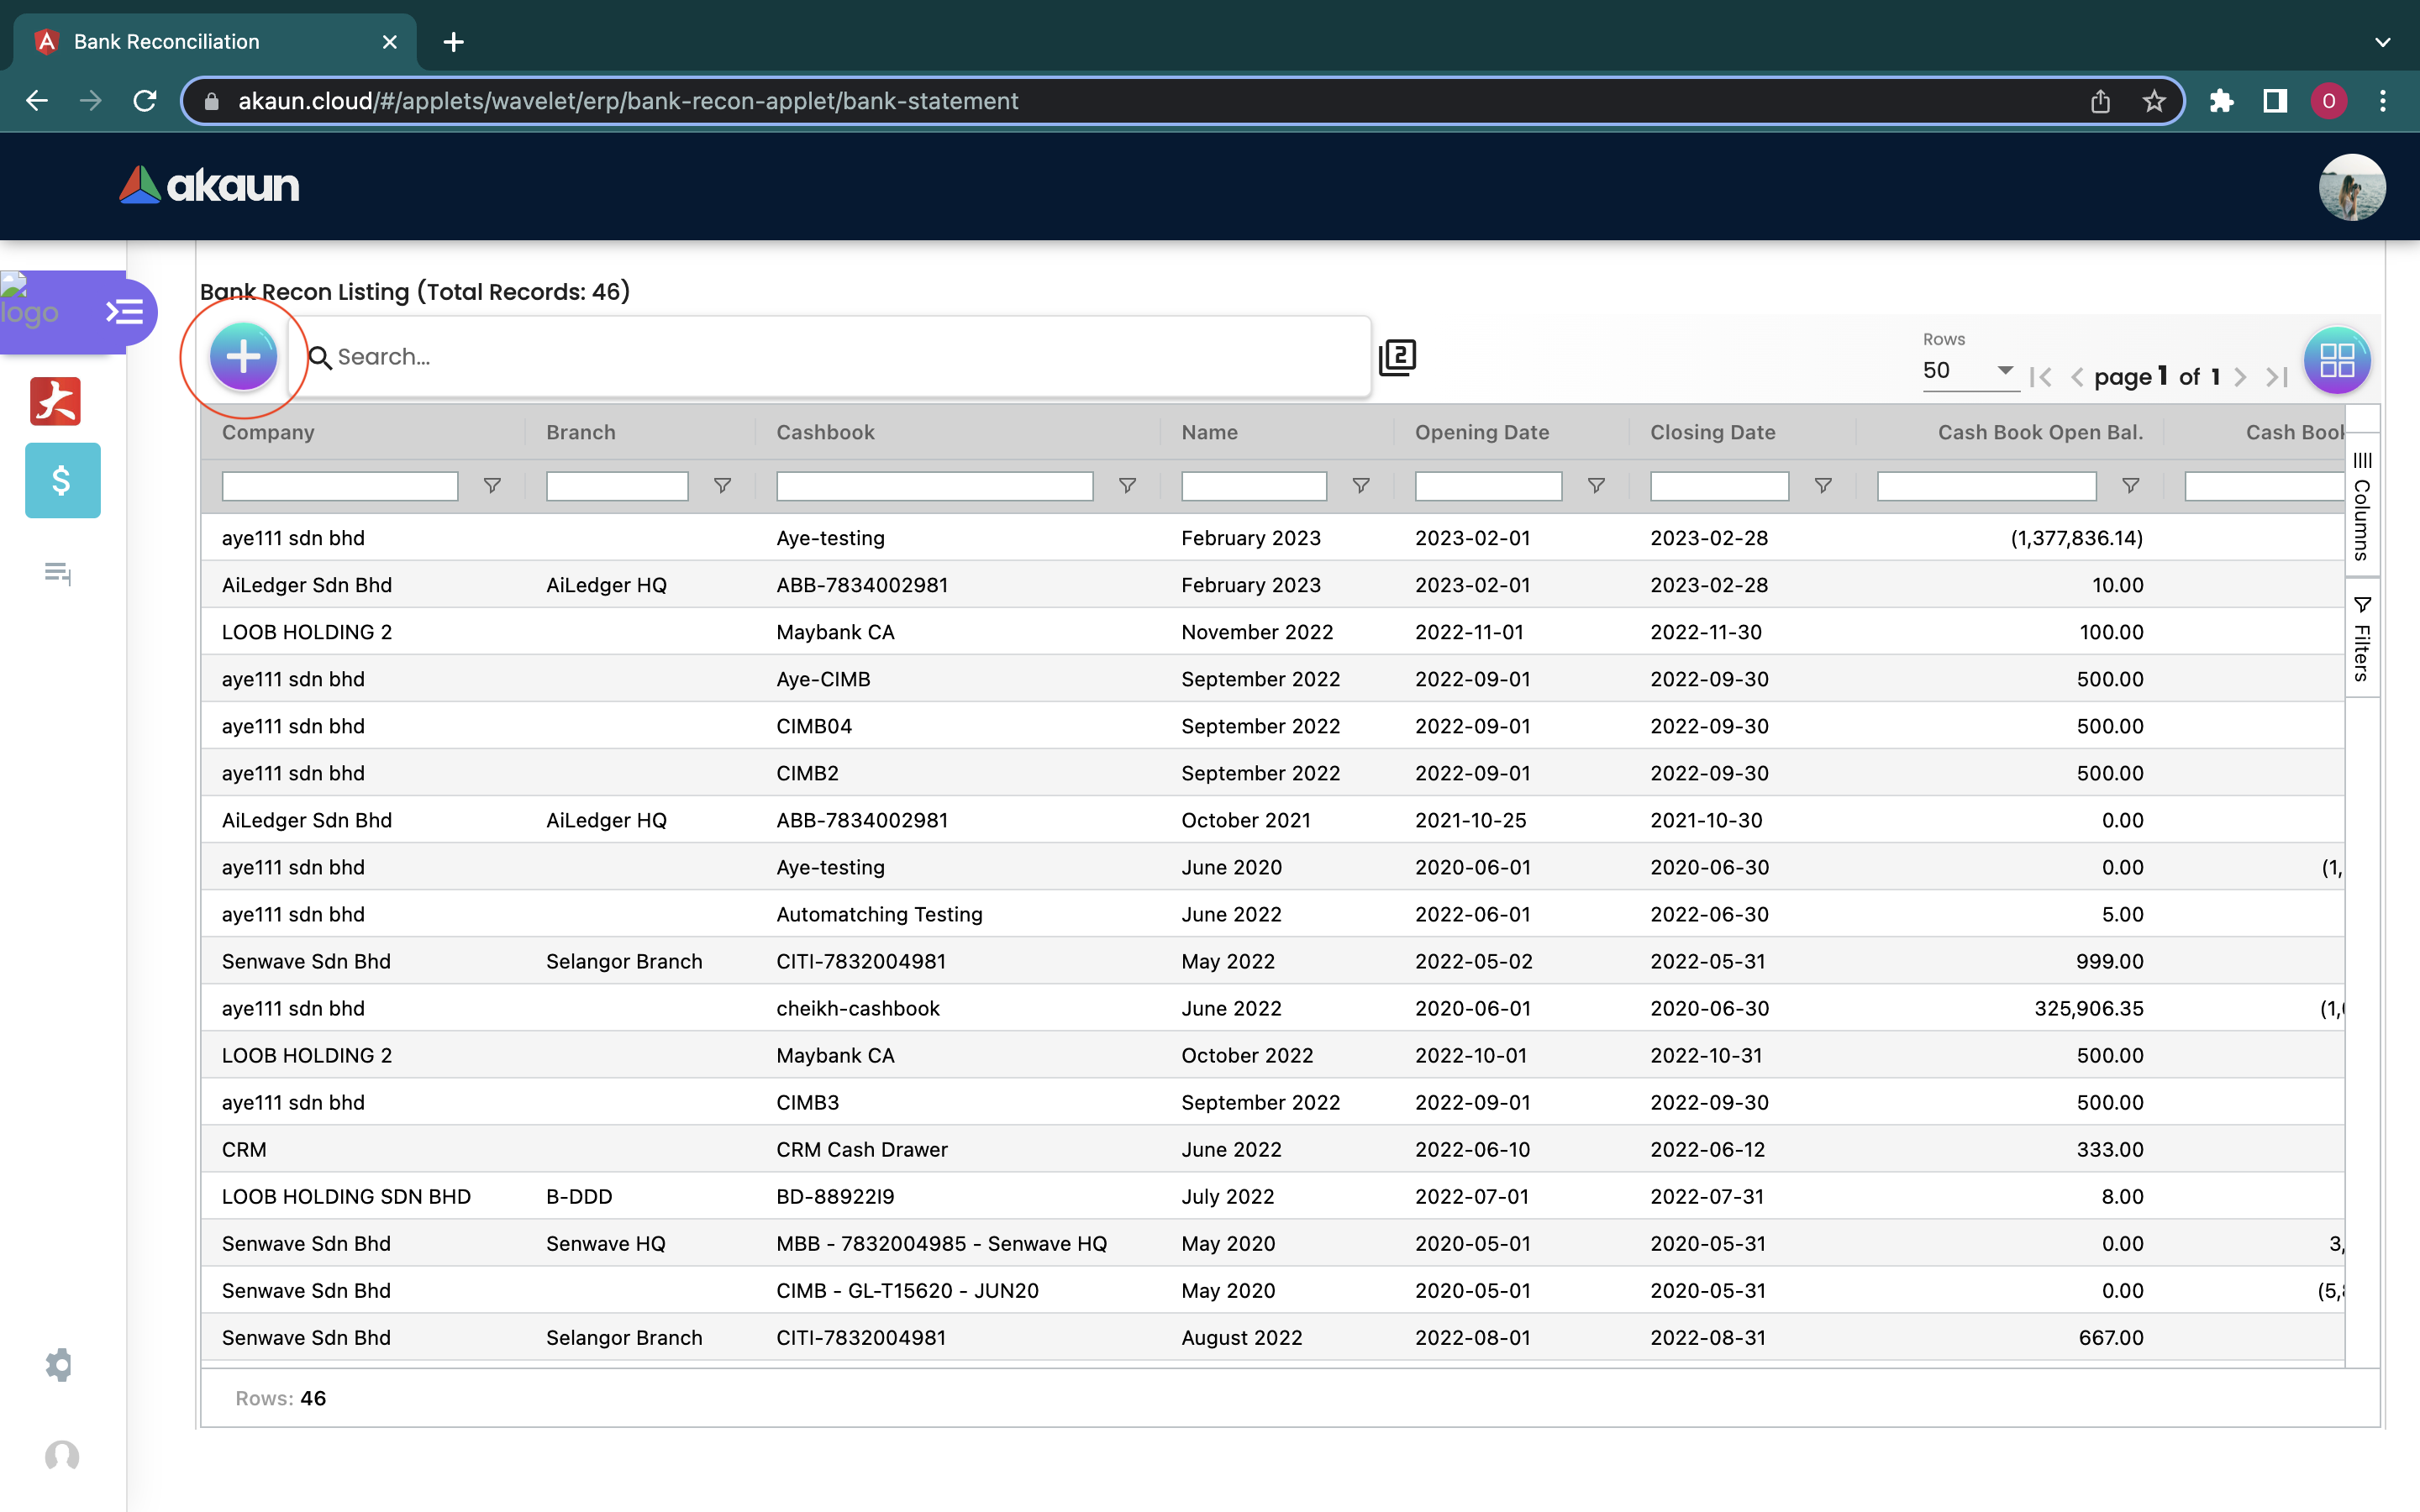 Bank Reconciliation
akaun.cloud/#/applets/wavelet/erp/bank-recon-applet/bank-statement
O
akaun
logo
Bank Recon Listing (Total Records: 46)
Search...
2
Rows
50
page 1 of 1
Company Branch Cashbook Name Opening Date Closing Date Cash Book Open Bal. Cash Book
aye111 sdn bhd Aye-testing February 2023 2023-02-01 2023-02-28 (1,377,836.14)
AiLedger Sdn Bhd AiLedger HQ ABB-7834002981 February 2023 2023-02-01 2023-02-28 10.00
LOOB HOLDING 2 Maybank CA November 2022 2022-11-01 2022-11-30 100.00
aye111 sdn bhd Aye-CIMB September 2022 2022-09-01 2022-09-30 500.00
aye111 sdn bhd CIMB04 September 2022 2022-09-01 2022-09-30 500.00
aye111 sdn bhd CIMB2 September 2022 2022-09-01 2022-09-30 500.00
AiLedger Sdn Bhd AiLedger HQ ABB-7834002981 October 2021 2021-10-25 2021-10-30 0.00
aye111 sdn bhd Aye-testing June 2020 2020-06-01 2020-06-30 0.00 (1,
aye111 sdn bhd Automatching Testing June 2022 2022-06-01 2022-06-30 5.00
Senwave Sdn Bhd Selangor Branch CITI-7832004981 May 2022 2022-05-02 2022-05-31 999.00
aye111 sdn bhd cheikh-cashbook June 2022 2020-06-01 2020-06-30 325,906.35 (1,
LOOB HOLDING 2 Maybank CA October 2022 2022-10-01 2022-10-31 500.00
aye111 sdn bhd CIMB3 September 2022 2022-09-01 2022-09-30 500.00
CRM CRM Cash Drawer June 2022 2022-06-10 2022-06-12 333.00
LOOB HOLDING SDN BHD B-DDD BD-88922I9 July 2022 2022-07-01 2022-07-31 8.00
Senwave Sdn Bhd Senwave HQ MBB - 7832004985 - Senwave HQ May 2020 2020-05-01 2020-05-31 0.00 3,
Senwave Sdn Bhd CIMB - GL-T15620 - JUN20 May 2020 2020-05-01 2020-05-31 0.00 (5,
Senwave Sdn Bhd Selangor Branch CITI-7832004981 August 2022 2022-08-01 2022-08-31 667.00
Rows: 46
Columns
Filters